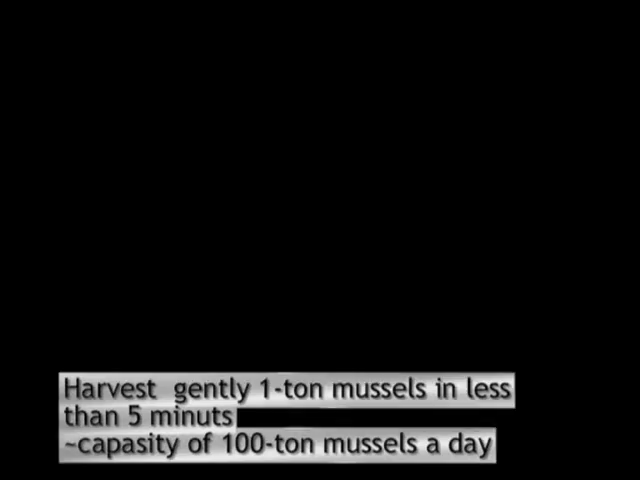 Harvest  gently 1-ton mussels in less
than 5 minuts
~capasity of 100-ton mussels a day